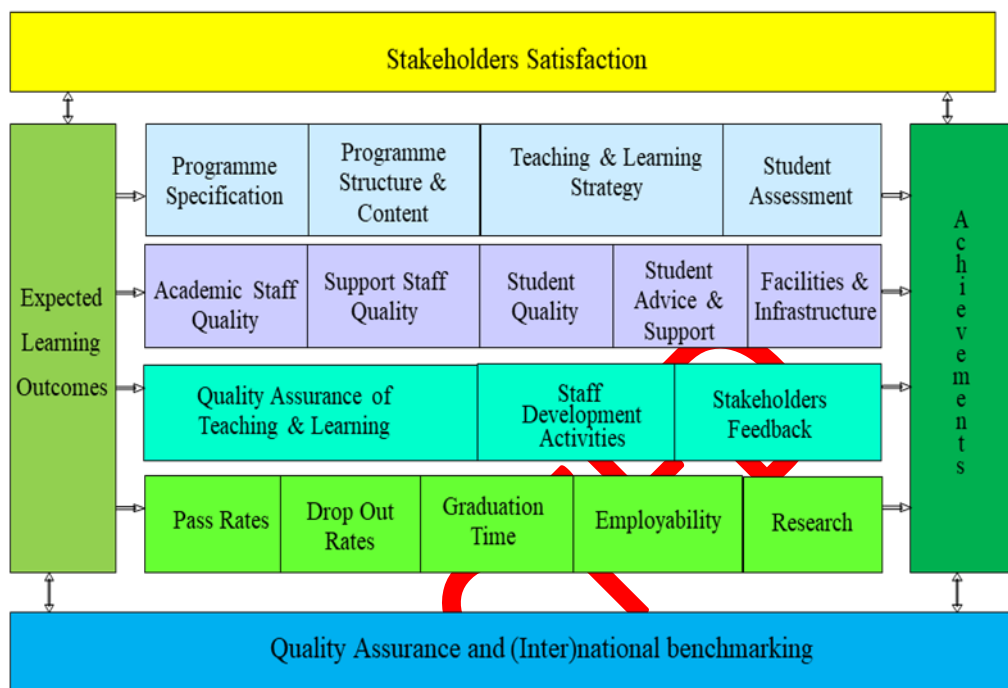 Stakeholders Satisfaction
Expected
Learning
Outcomes
Programme
Specification
Programme
Structure &
Content
Teaching & Learning
Strategy
Student
Assessment
Academic Staff
Quality
Support Staff
Quality
Student
Quality
Student
Advice &
Support
Facilities &
Infrastructure
Quality Assurance of
Teaching & Learning
Staff
Development
Activities
Stakeholders
Feedback
Pass Rates
Drop Out
Rates
Graduation
Time
Employability
Research
Achievements
Quality Assurance and (Inter)national benchmarking